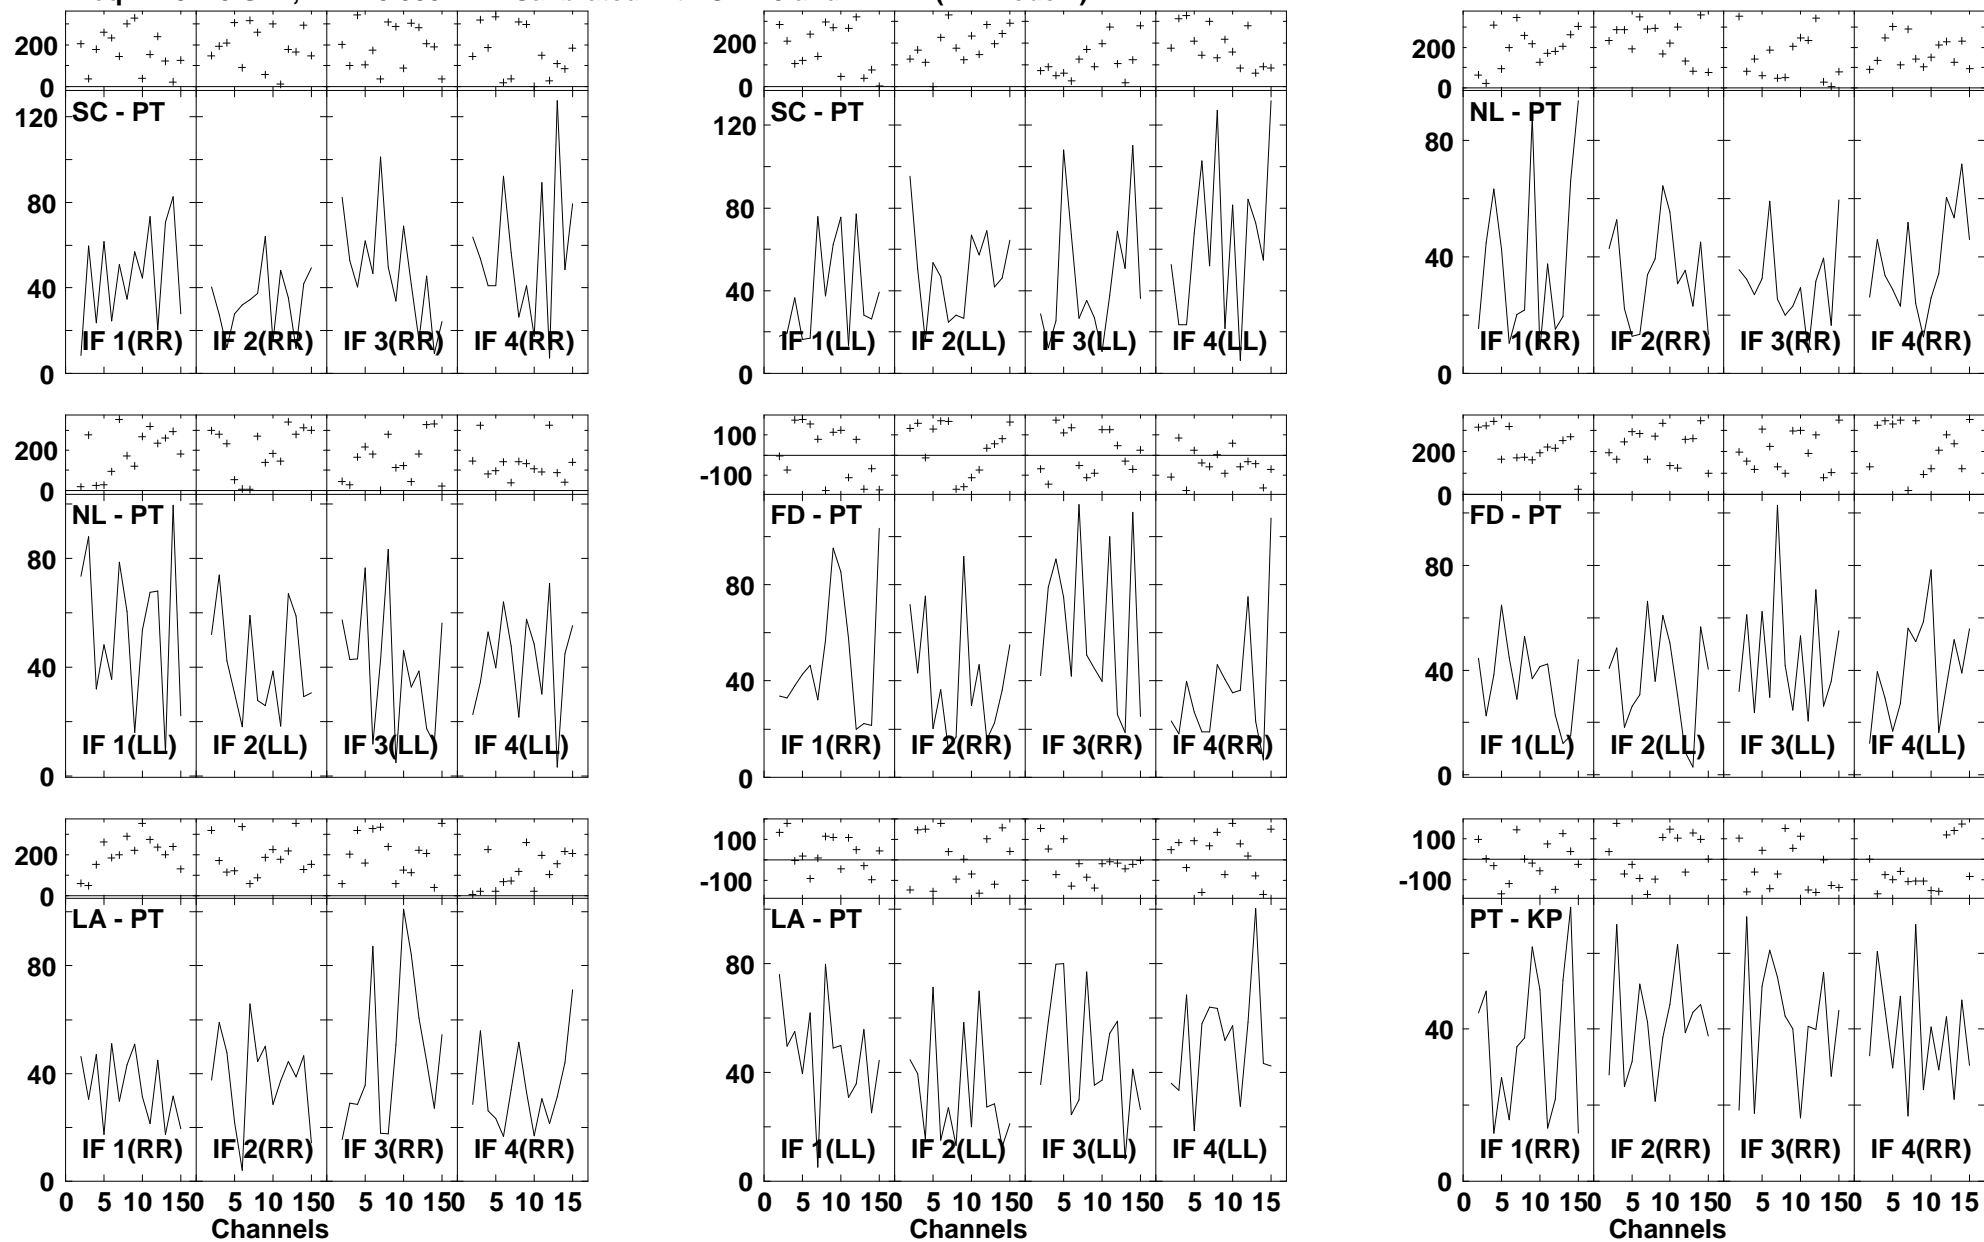 200 200 200
0 0 0
SC - PT SC - PT NL - PT
120 120
80 80 80
40 40 40
IF 1(RR) IF 2(RR) IF 3(RR) IF 4(RR) IF 1(LL) IF 2(LL) IF 3(LL) IF 4(LL) IF 1(RR) IF 2(RR) IF 3(RR) IF 4(RR)
0 0 0
200 100 200
0 -100 0
NL - PT FD - PT FD - PT
80 80 80
40 40 40
IF 1(LL) IF 2(LL) IF 3(LL) IF 4(LL) IF 1(RR) IF 2(RR) IF 3(RR) IF 4(RR) IF 1(LL) IF 2(LL) IF 3(LL) IF 4(LL)
0 0 0
200 100 100
0 -100 -100
LA - PT LA - PT PT - KP
80 80
40 40 40
IF 1(RR) IF 2(RR) IF 3(RR) IF 4(RR) IF 1(LL) IF 2(LL) IF 3(LL) IF 4(LL) IF 1(RR) IF 2(RR) IF 3(RR) IF 4(RR)
0 0 0
0 5 10 150 5 10 150 5 10 150 5 10 15 0 5 10 150 5 10 150 5 10 150 5 10 15 0 5 10 150 5 10 150 5 10 150 5 10 15
Channels Channels Channels